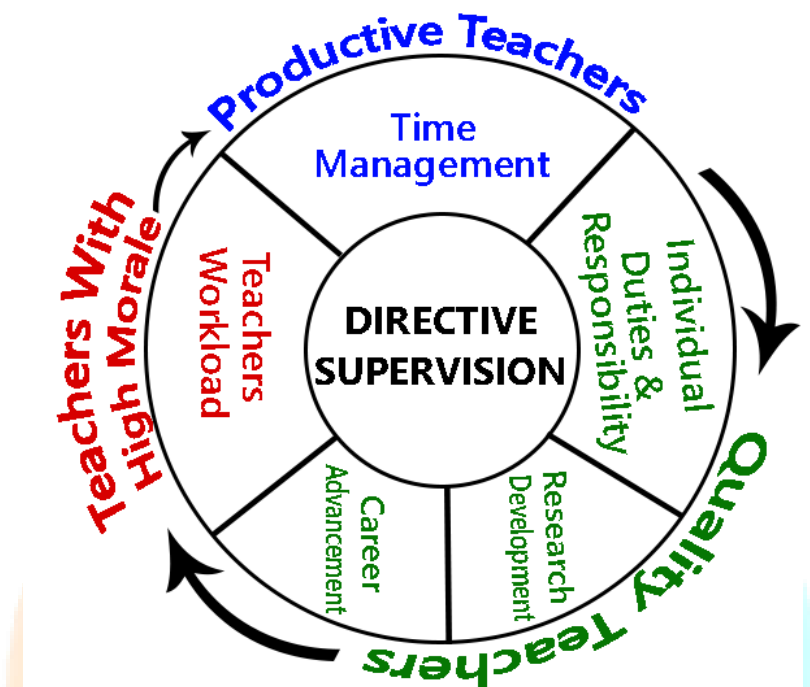 Productive Teachers
Time
Management
Individual
Duties &
Responsibility
Quality Teachers
Research
Development
Career
Advancement
Teachers With
High Morale
Teachers
Workload
DIRECTIVE
SUPERVISION